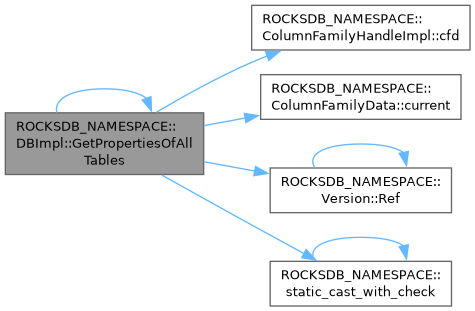 ROCKSDB_NAMESPACE::
DBImpl::GetPropertiesOfAll
Tables
ROCKSDB_NAMESPACE::
ColumnFamilyHandleImpl::cfd
ROCKSDB_NAMESPACE::
ColumnFamilyData::current
ROCKSDB_NAMESPACE::
Version::Ref
ROCKSDB_NAMESPACE::
static_cast_with_check